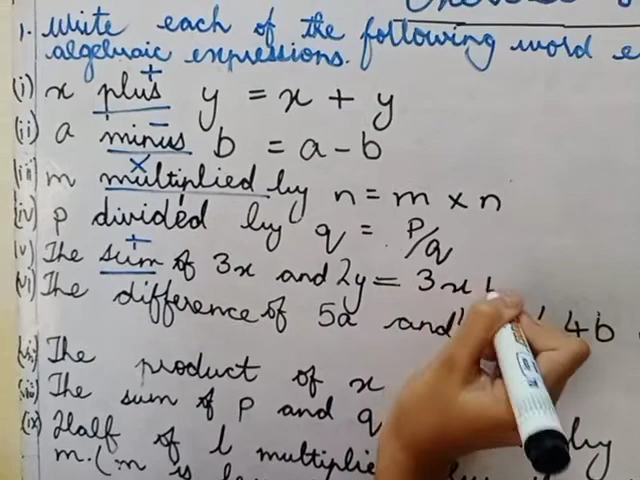 1. Write each of the following word
algebraic expressions.
(i) x plus y = x + y
+
(ii) a minus b = a - b
−
(iii) m multiplied by n = m × n
×
(iv) p divided by q = P/q
(v) The sum of 3x and 2y = 3x
+
(vi) The difference of 5a and 4b
(vii) The product of x
(viii) The sum of p and q
(ix) Half of l multiplie by
m. (m is